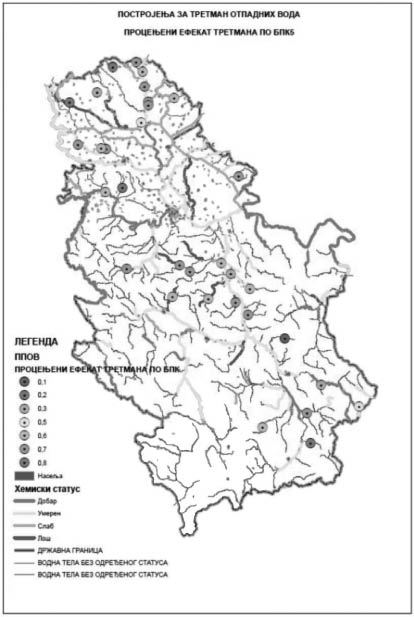 ПОСТРОЈЕЊА ЗА ТРЕТМАН ОТПАДНИХ ВОДА
ПРОЦЕЊЕНИ ЕФЕКАТ ТРЕТМАНА ПО БПК5
ЛЕГЕНДА
ППОВ
ПРОЦЕЊЕНИ ЕФЕКАТ ТРЕТМАНА ПО БПК
0,1
0,2
0,3
0,5
0,6
0,7
0,8
Насеља
Хемиски статус
Добар
Умерен
Слаб
Лош
ДРЖАВНА ГРАНИЦА
ВОДНА ТЕЛА БЕЗ ОДРЕЂЕНОГ СТАТУСА
ВОДНА ТЕЛА БЕЗ ОДРЕЂЕНОГ СТАТУСА